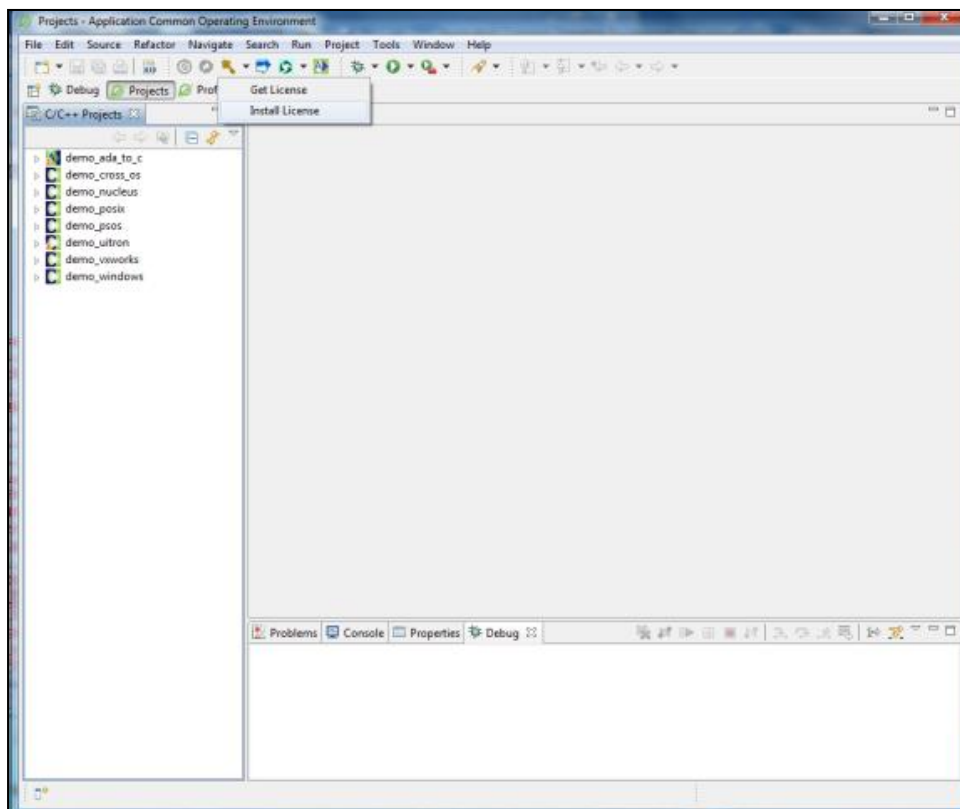 Projects - Application Common Operating Environment
File Edit Source Refactor Navigate Search Run Project Tools Window Help
Debug Projects Prof
Get License
Install License
C/C++ Projects
demo_ada_to_c
demo_cross_os
demo_nucleus
demo_posix
demo_psos
demo_uitron
demo_vxworks
demo_windows
Problems Console Properties Debug